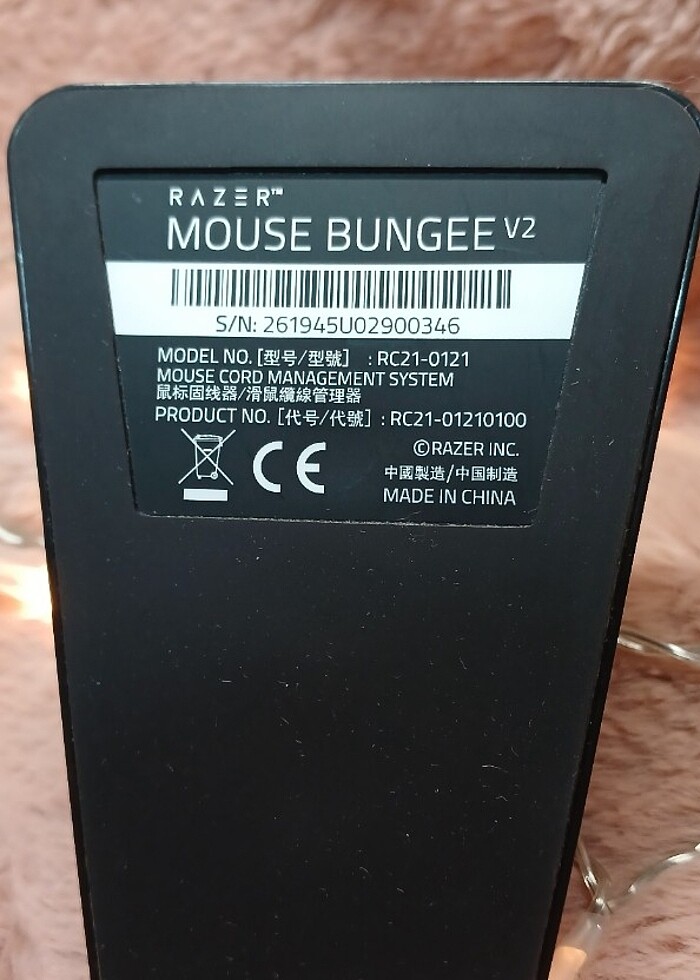 RAZER™
MOUSE BUNGEE V2
S/N: 261945U02900346
MODEL NO. [型号/型號] : RC21-0121
MOUSE CORD MANAGEMENT SYSTEM
鼠标固线器/滑鼠纜線管理器
PRODUCT NO. [代号/代號] : RC21-01210100
CE
©RAZER INC.
中國製造/中国制造
MADE IN CHINA